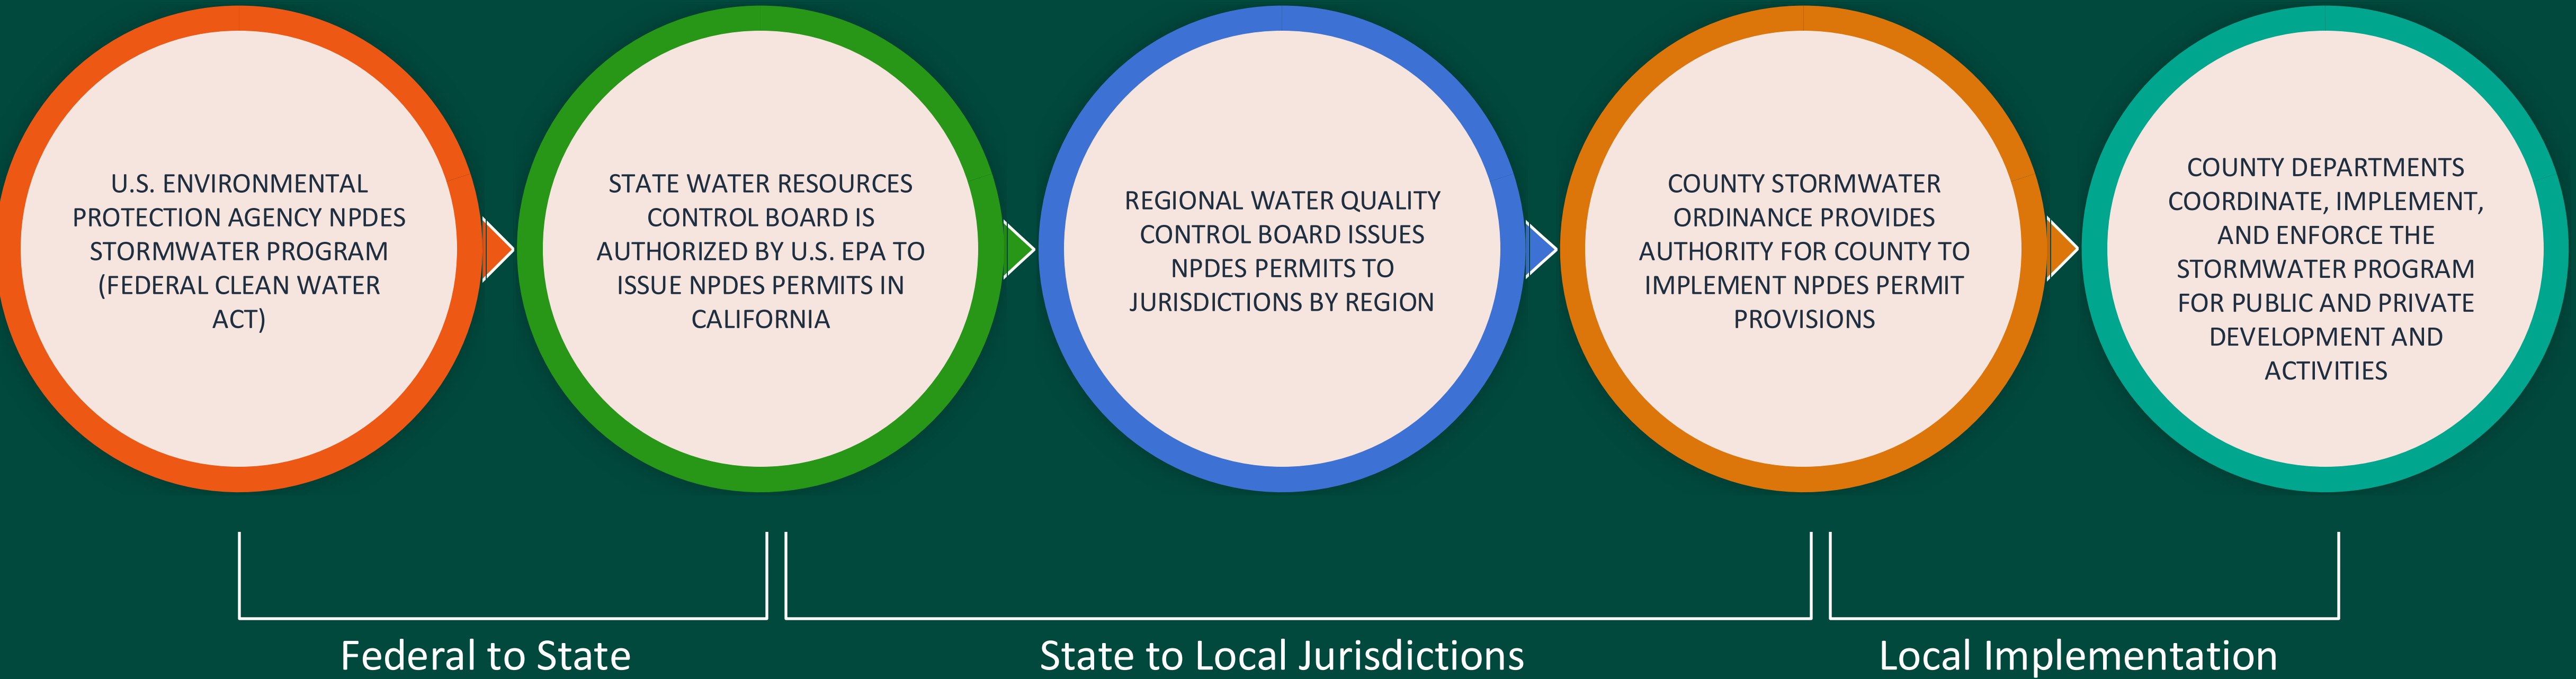 U.S. ENVIRONMENTAL
PROTECTION AGENCY NPDES
STORMWATER PROGRAM
(FEDERAL CLEAN WATER
ACT)
STATE WATER RESOURCES
CONTROL BOARD IS
AUTHORIZED BY U.S. EPA TO
ISSUE NPDES PERMITS IN
CALIFORNIA
REGIONAL WATER QUALITY
CONTROL BOARD ISSUES
NPDES PERMITS TO
JURISDICTIONS BY REGION
COUNTY STORMWATER
ORDINANCE PROVIDES
AUTHORITY FOR COUNTY TO
IMPLEMENT NPDES PERMIT
PROVISIONS
COUNTY DEPARTMENTS
COORDINATE, IMPLEMENT,
AND ENFORCE THE
STORMWATER PROGRAM
FOR PUBLIC AND PRIVATE
DEVELOPMENT AND
ACTIVITIES
Federal to State
State to Local Jurisdictions
Local Implementation